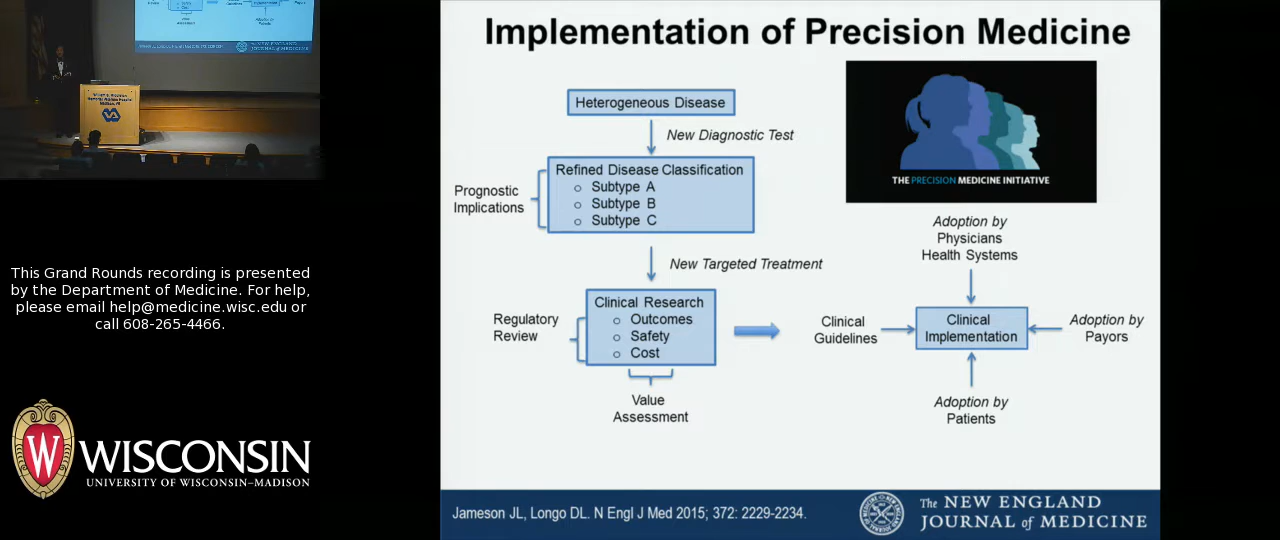 Implementation of Precision Medicine
Heterogeneous Disease
New Diagnostic Test
Refined Disease Classification
Subtype A
Subtype B
Subtype C
Prognostic
Implications
New Targeted Treatment
Clinical Research
Outcomes
Safety
Cost
Regulatory
Review
Value
Assessment
THE PRECISION MEDICINE INITIATIVE
Adoption by
Physicians
Health Systems
Clinical
Guidelines
Clinical
Implementation
Adoption by
Payors
Adoption by
Patients
Jameson JL, Longo DL. N Engl J Med 2015; 372: 2229-2234.
The NEW ENGLAND
JOURNAL of MEDICINE
This Grand Rounds recording is presented
by the Department of Medicine. For help,
please email help@medicine.wisc.edu or
call 608-265-4466.
W
WISCONSIN
UNIVERSITY OF WISCONSIN–MADISON